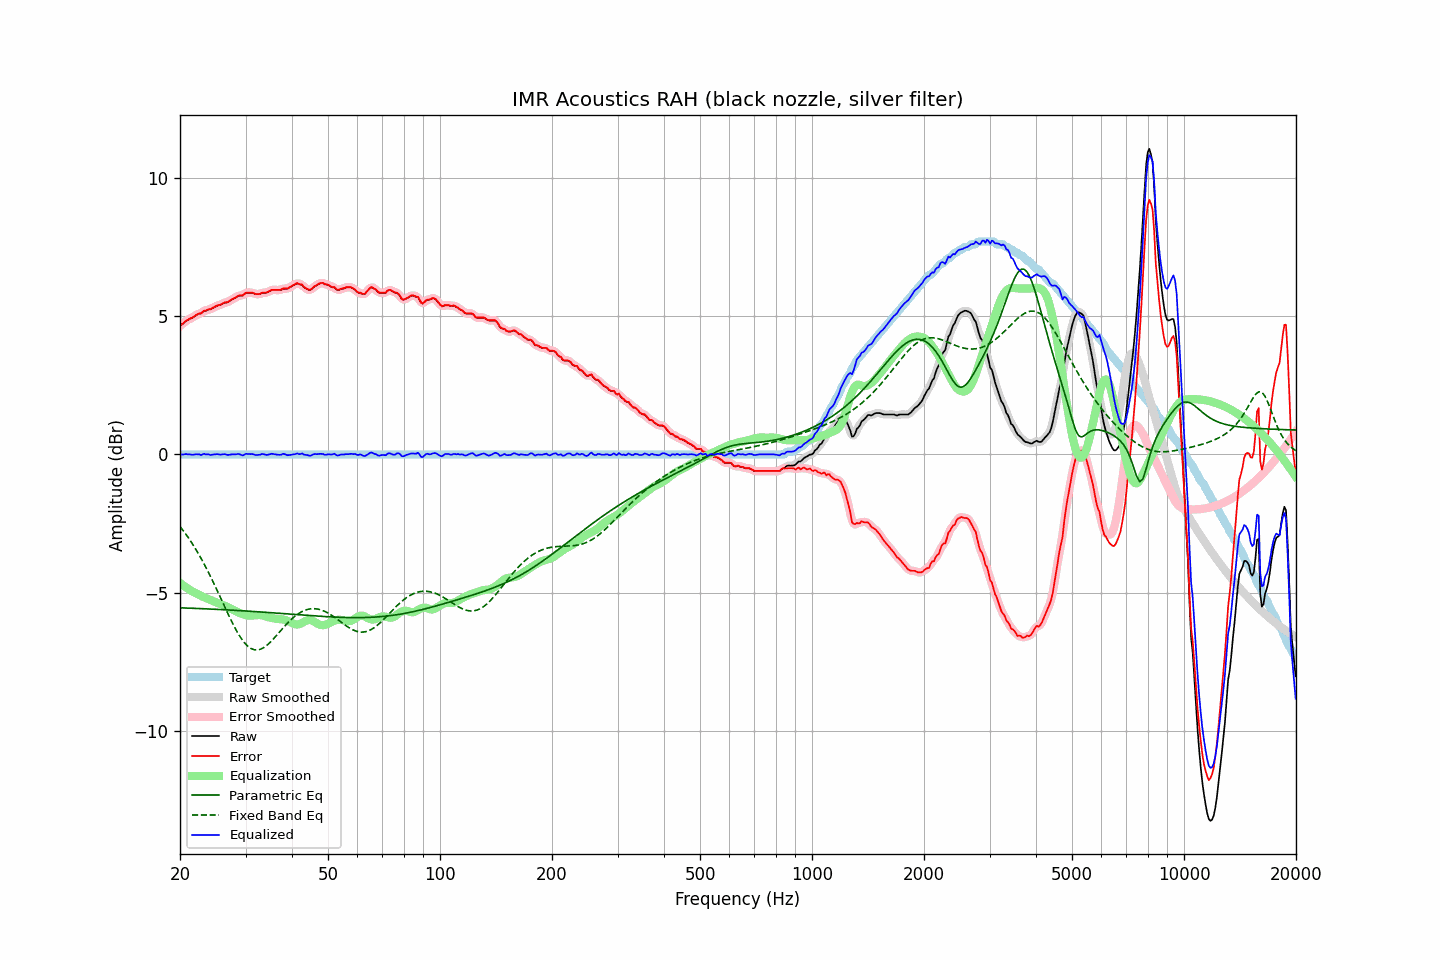 IMR Acoustics RAH (black nozzle, silver filter)
Amplitude (dBr)
10
5
0
−5
−10
Target
Raw Smoothed
Error Smoothed
Raw
Error
Equalization
Parametric Eq
Fixed Band Eq
Equalized
20 50 100 200 500 1000 2000 5000 10000 20000
Frequency (Hz)